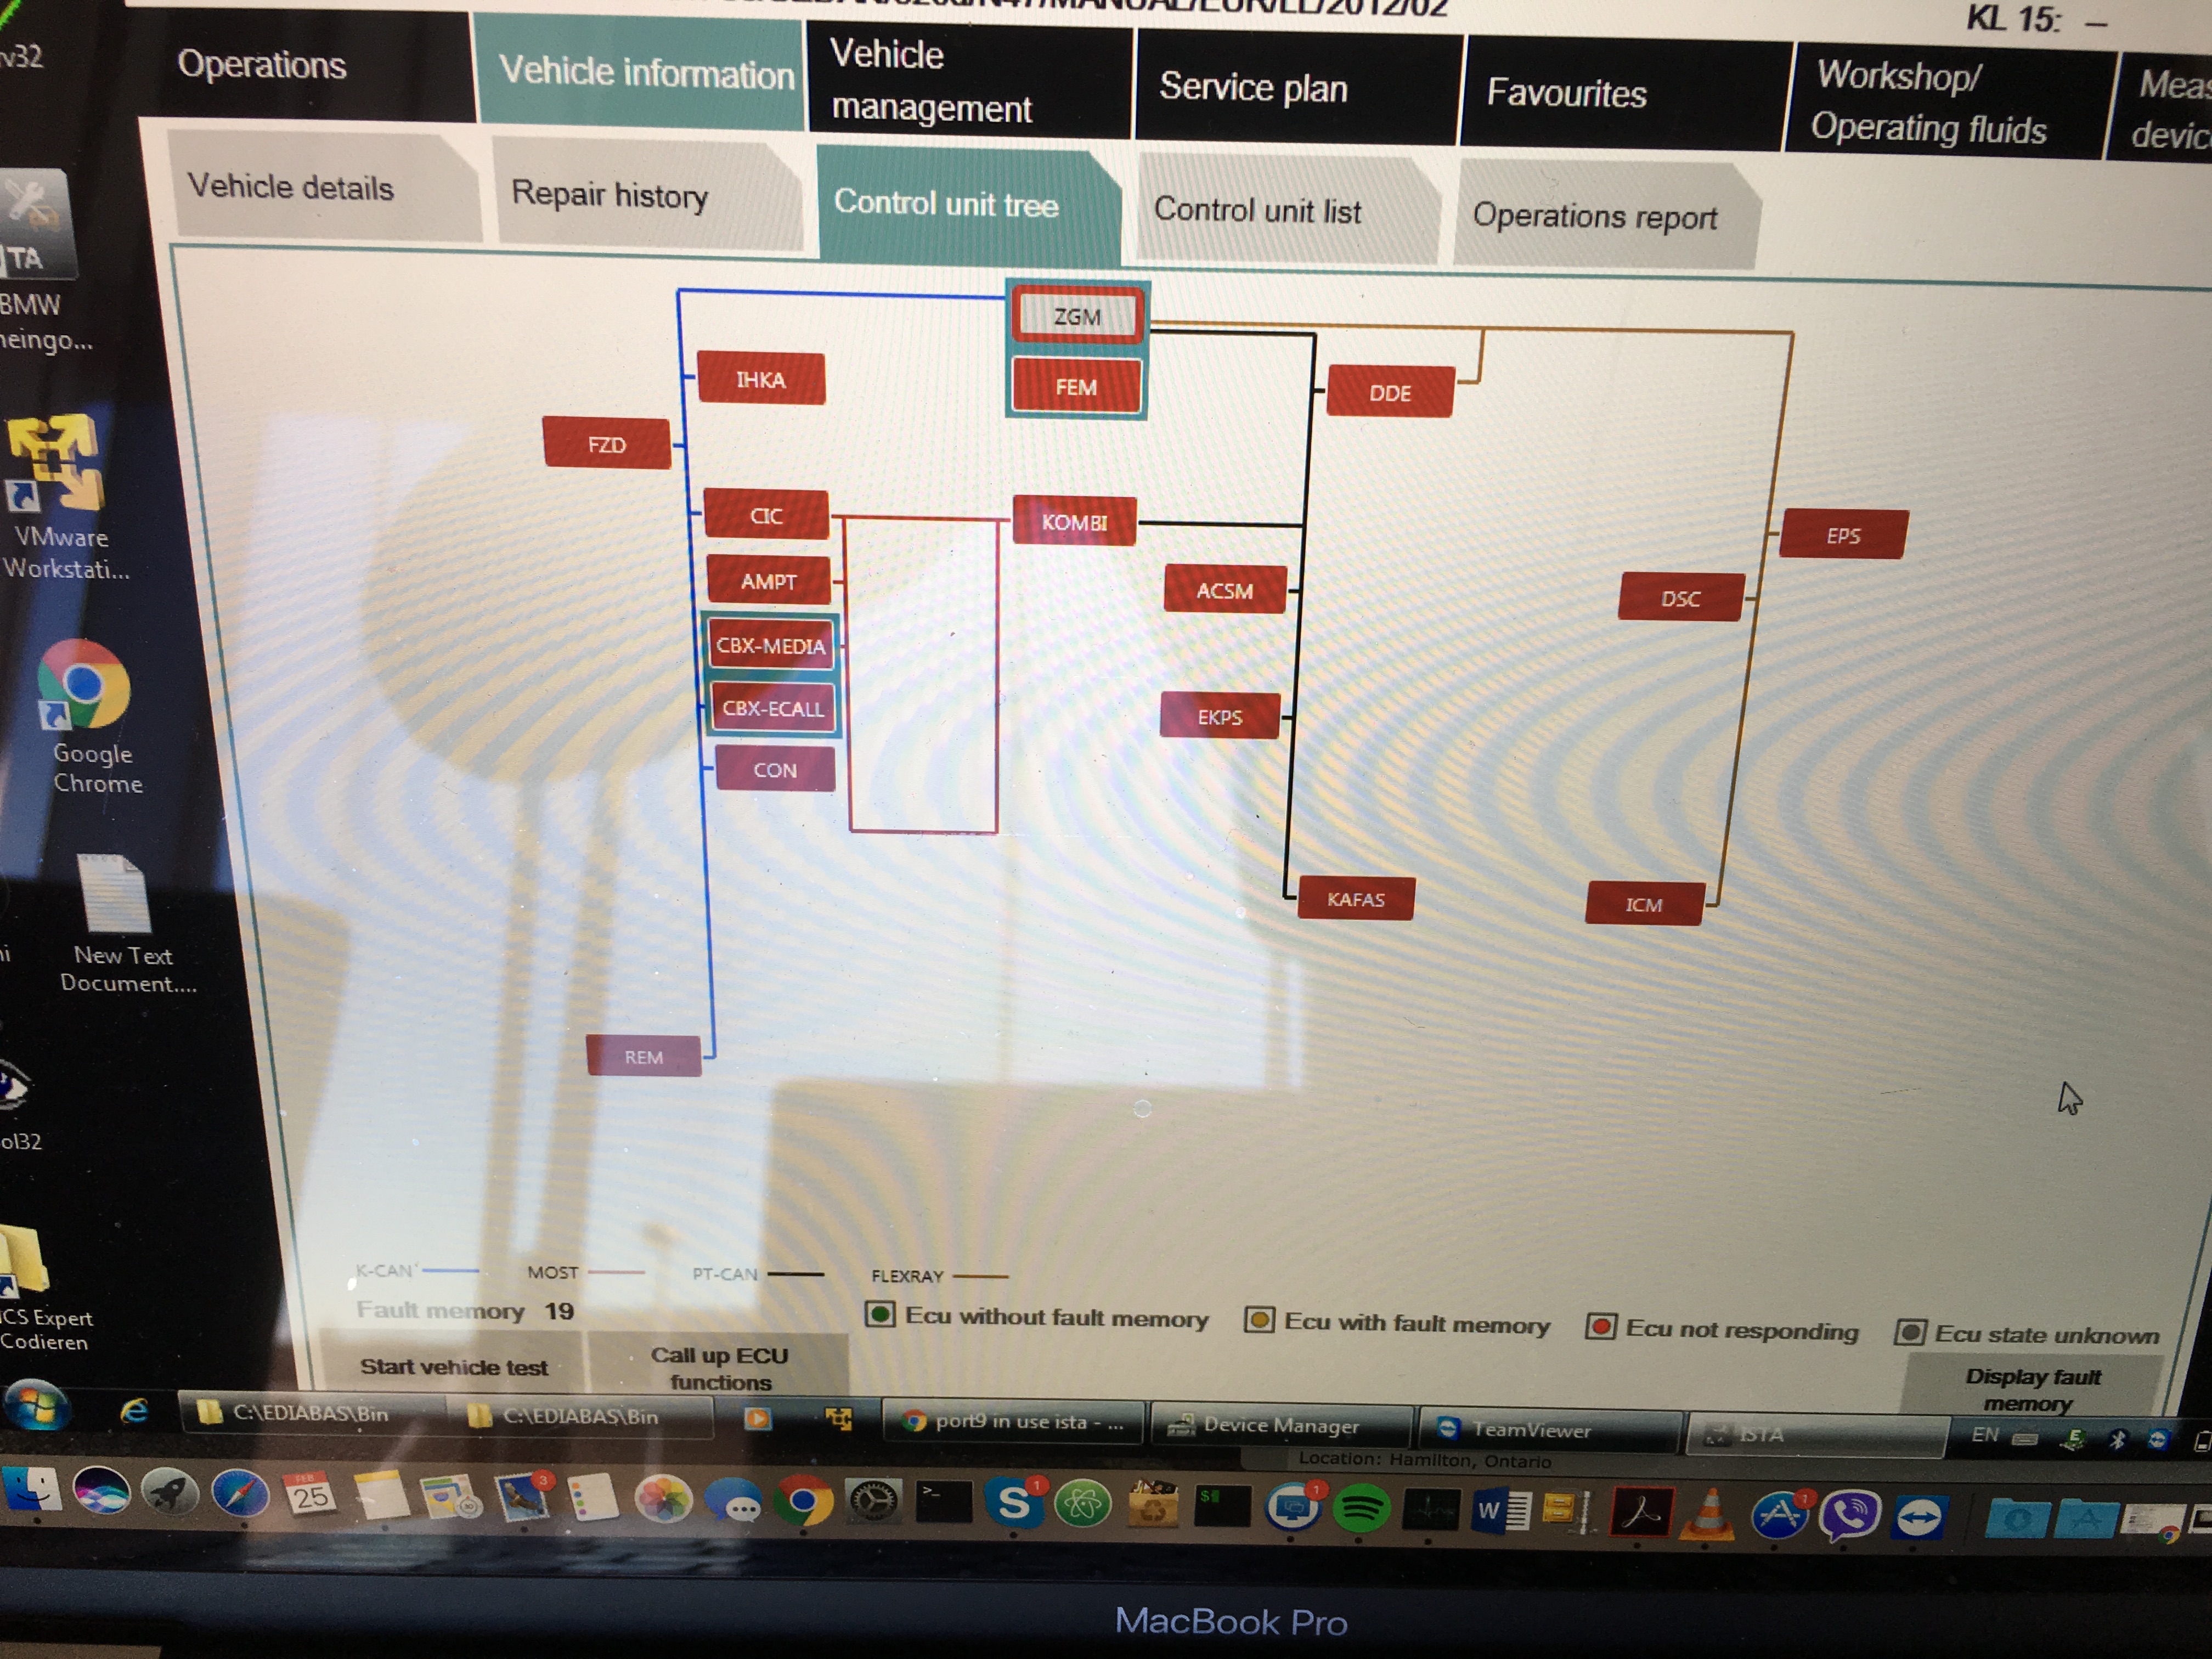 /N47/MANUAL/EUR/LL/2012/02
KL 15: –
Operations
Vehicle information
Vehicle
management
Service plan
Favourites
Workshop/
Operating fluids
Vehicle details
Repair history
Control unit tree
Control unit list
Operations report
v32
TA
BMW
heingo...
VMware
Workstati...
Google
Chrome
New Text
Document....
ol32
CS Expert
Codieren
ZGM
FEM
IHKA
FZD
DDE
CIC
KOMBI
EPS
AMPT
ACSM
DSC
CBX-MEDIA
CBX-ECALL
EKPS
CON
KAFAS
ICM
REM
K-CAN
MOST
PT-CAN
FLEXRAY
Fault memory 19
Ecu without fault memory
Ecu with fault memory
Ecu not responding
Ecu state unknown
Start vehicle test
Call up ECU
functions
Display fault
memory
C:\EDIABAS\Bin
C:\EDIABAS\Bin
port9 in use ista - ...
Device Manager
TeamViewer
ISTA
EN
Location: Hamilton, Ontario
FEB
25
3
1
1
1
MacBook Pro